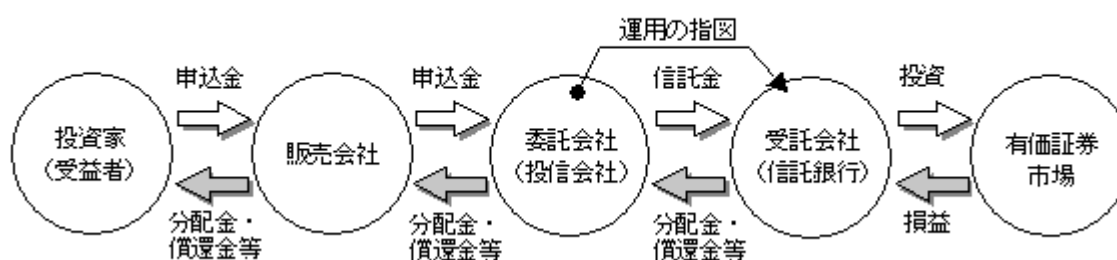 運用の指図
申込金
申込金
信託金
投資
投資家
(受益者)
販売会社
委託会社
(投信会社)
受託会社
(信託銀行)
有価証券
市場
分配金・
償還金等
分配金・
償還金等
分配金・
償還金等
損益